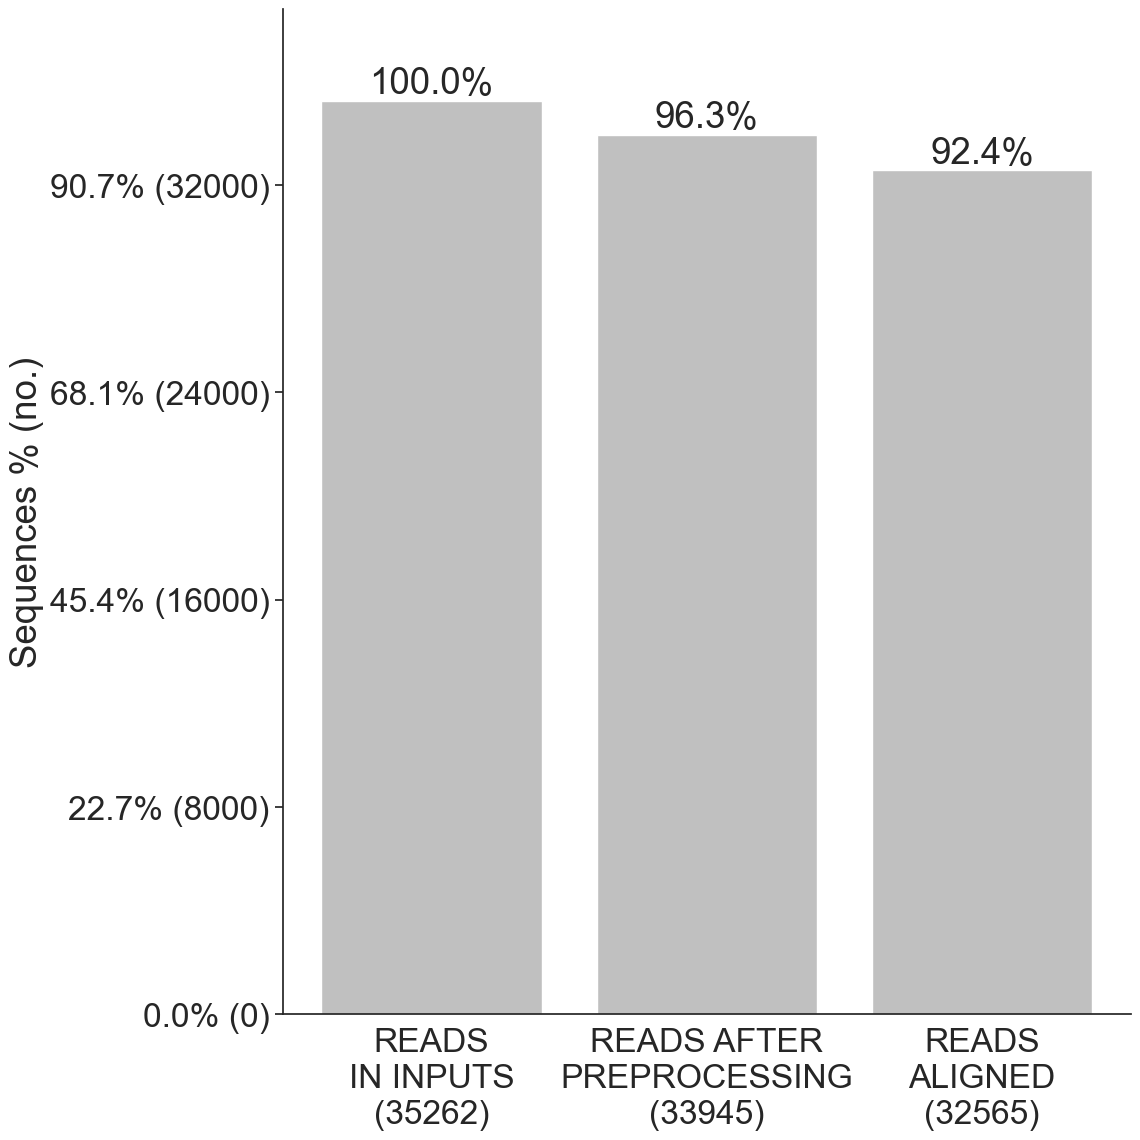 100.0%
96.3%
92.4%
90.7% (32000)
68.1% (24000)
45.4% (16000)
22.7% (8000)
0.0% (0)
Sequences % (no.)
READS
IN INPUTS
(35262)
READS AFTER
PREPROCESSING
(33945)
READS
ALIGNED
(32565)